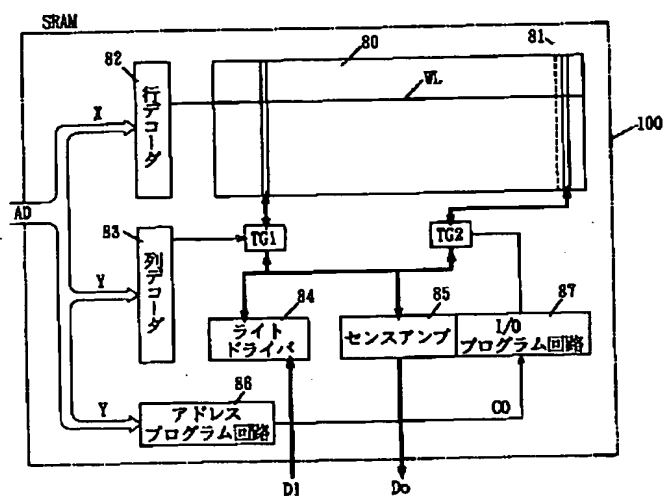 SRAM
82
80
81
WL
100
行デコーダ
X
AD
83
TG1
TG2
列デコーダ
Y
84
85
87
ライト
ドライバ
センスアンプ
I/O
プログラム回路
86
Y
アドレス
プログラム回路
CO
DI
Do